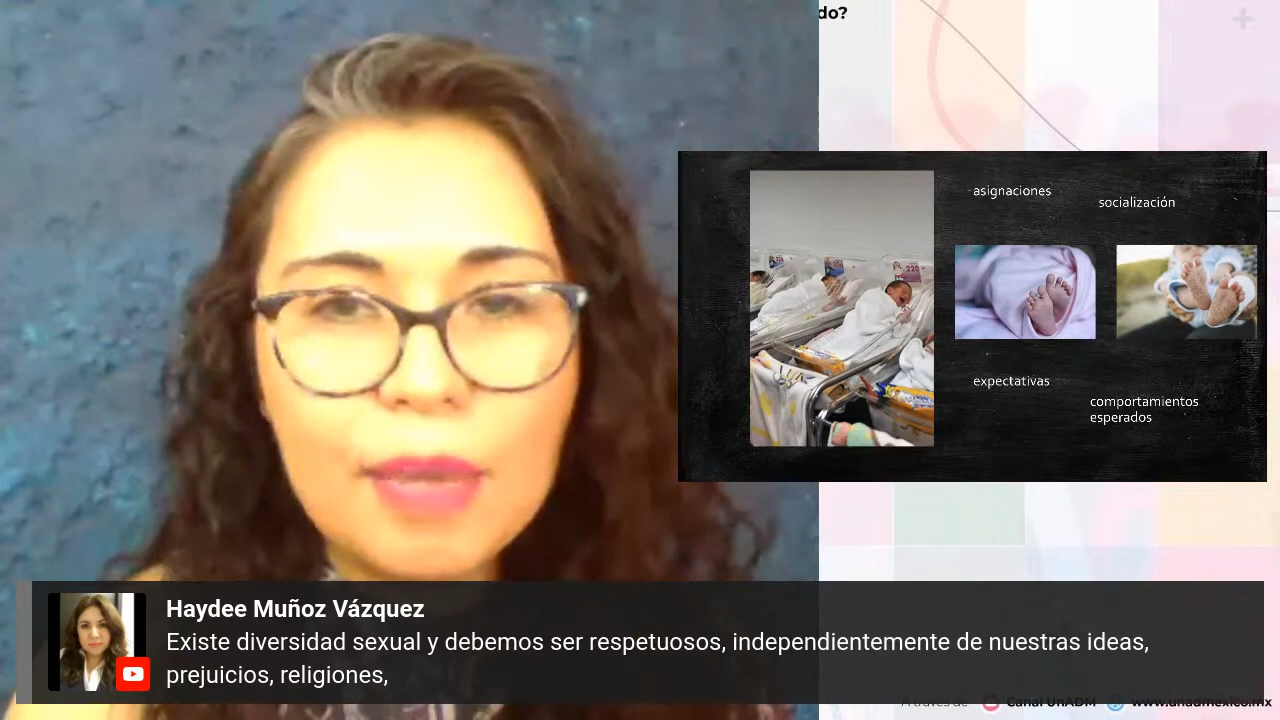 do?
asignaciones
socialización
expectativas
comportamientos
esperados
Haydee Muñoz Vázquez
Existe diversidad sexual y debemos ser respetuosos, independientemente de nuestras ideas,
prejuicios, religiones,
A través de Canal UnADM www.unadmexico.mx